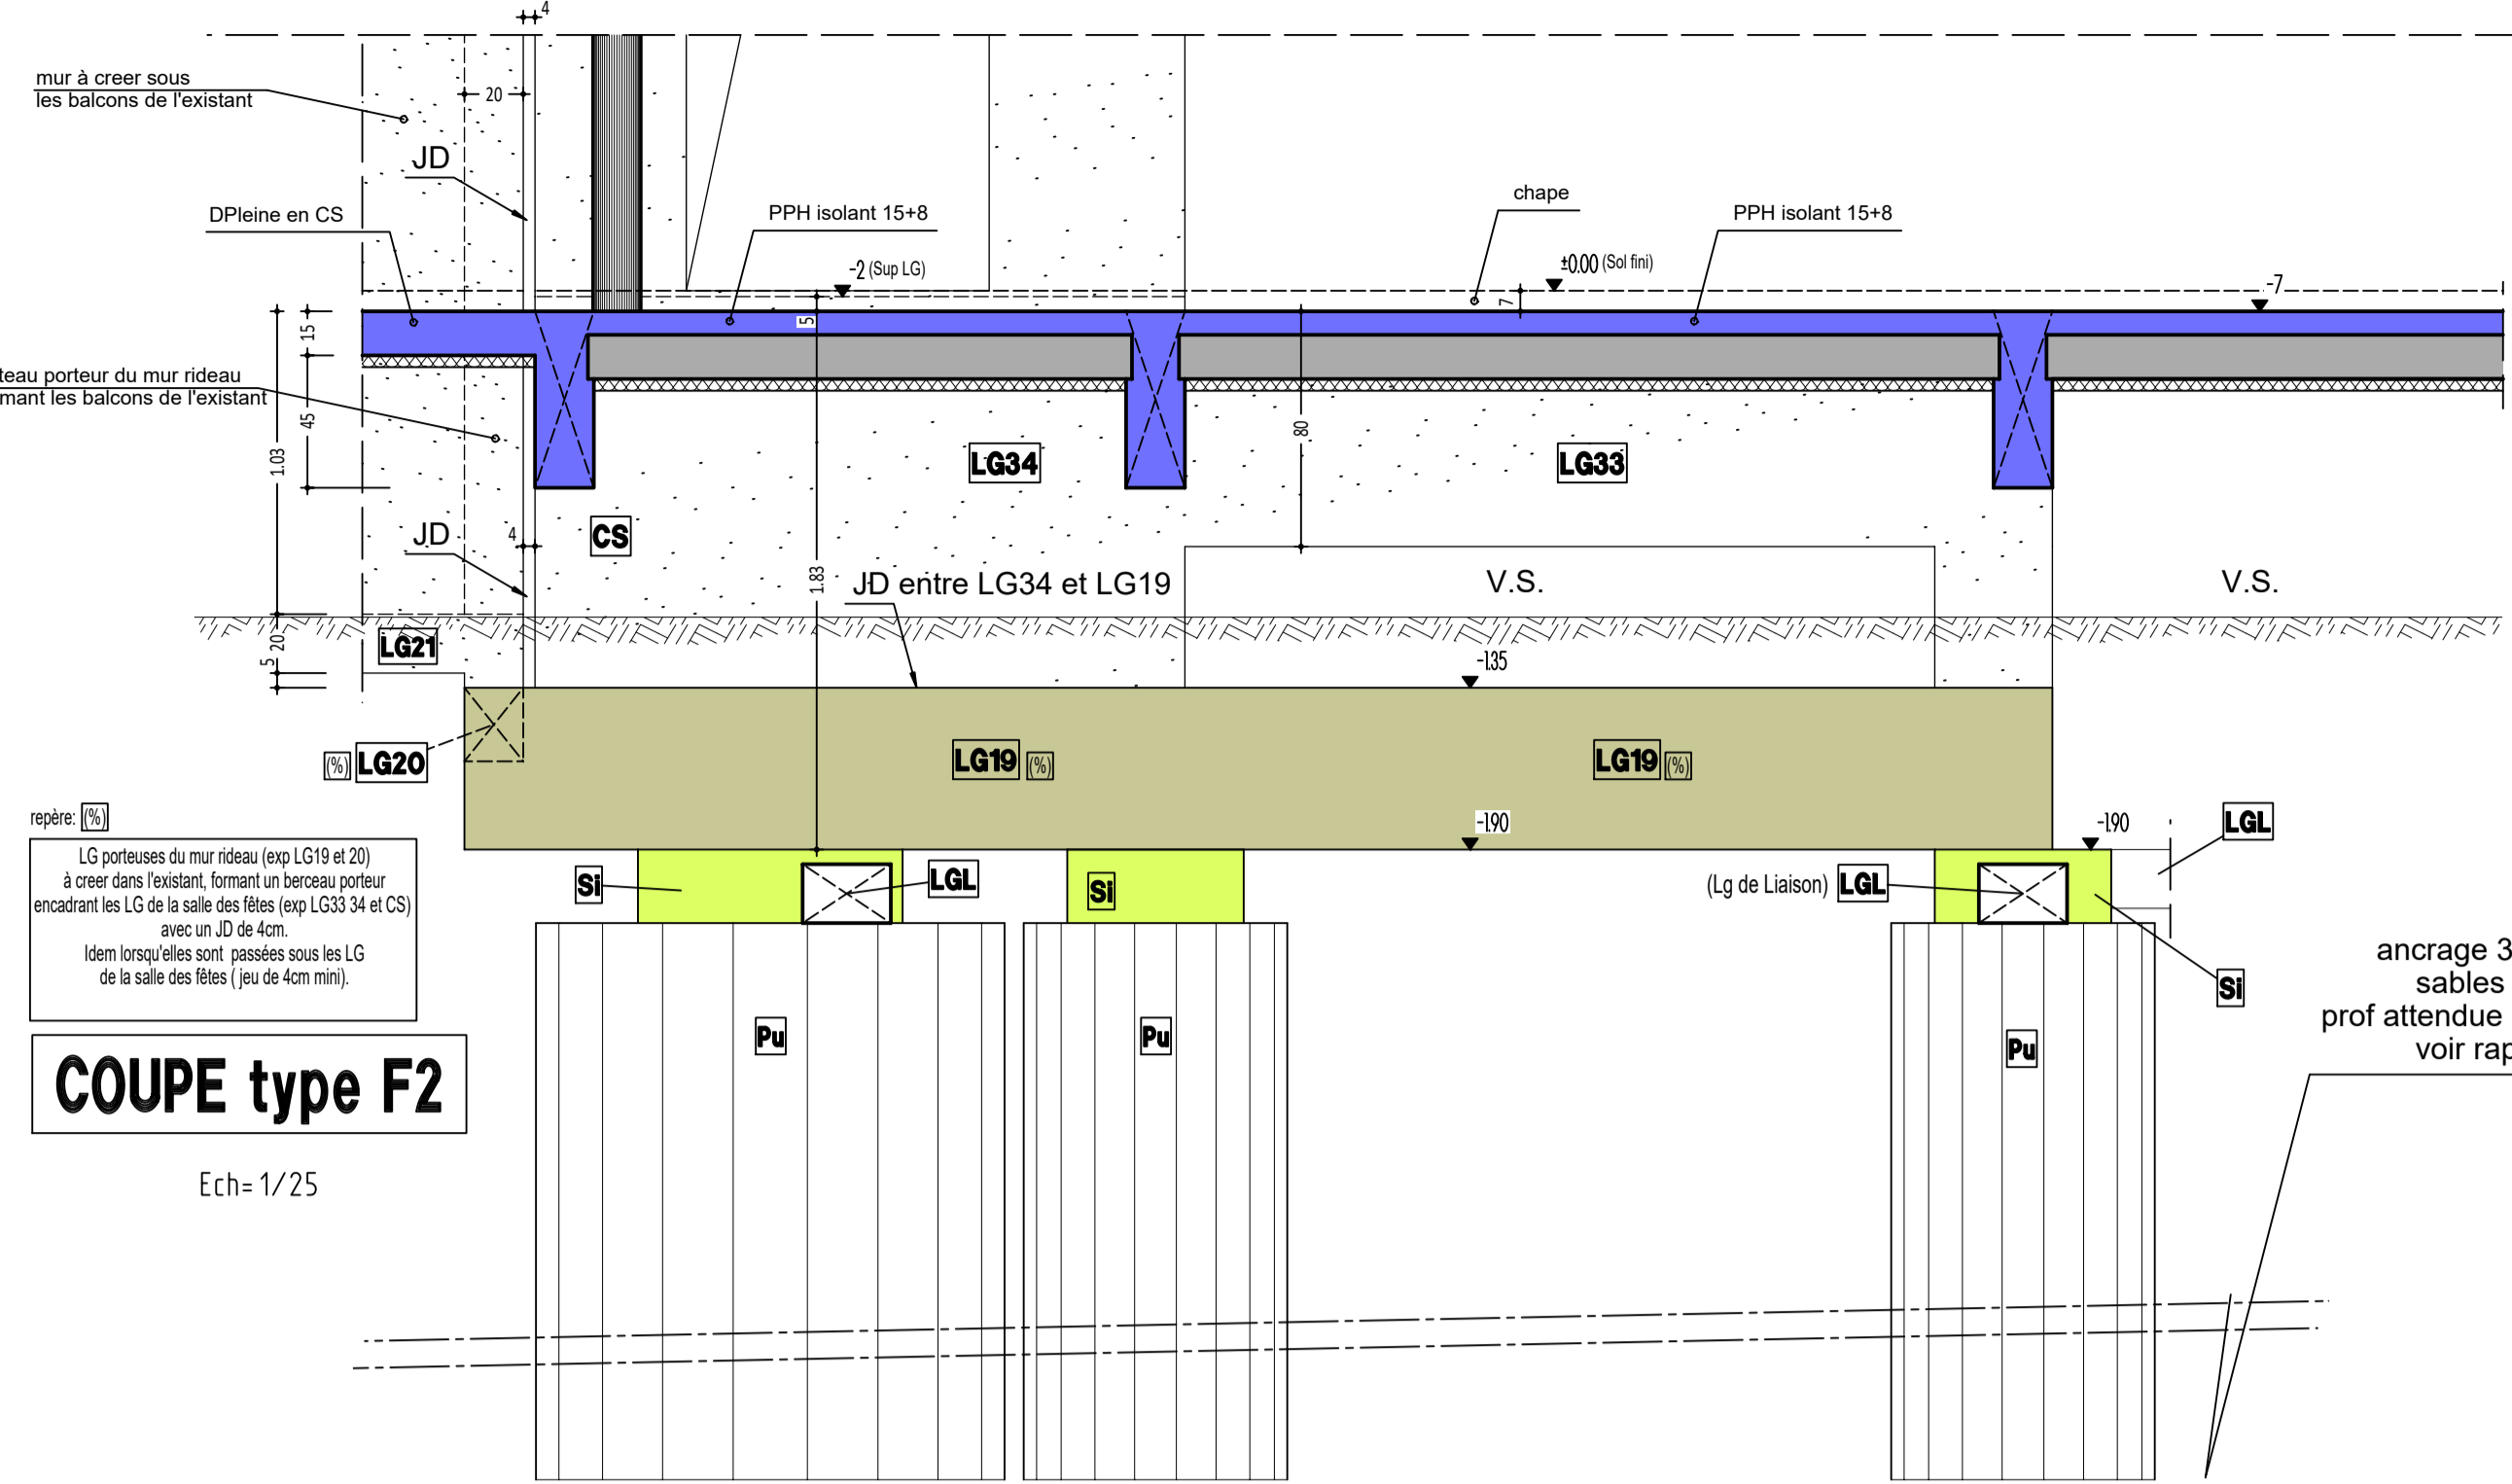 4
mur à creer sous
les balcons de l'existant
20
JD
DPleine en CS
PPH isolant 15+8
chape
PPH isolant 15+8
-2 (Sup LG)
±0.00 (Sol fini)
-7
7
5
15
teau porteur du mur rideau
mant les balcons de l'existant
45
1.03
80
LG34
LG33
CS
JD
4
1.83
JD entre LG34 et LG19
V.S.
V.S.
LG21
20
5
-1.35
LG19 (%)
LG19 (%)
(%) LG20
repère: (%)
LG porteuses du mur rideau (exp LG19 et 20)
à creer dans l'existant, formant un berceau porteur
encadrant les LG de la salle des fêtes (exp LG33 34 et CS)
avec un JD de 4cm.
Idem lorsqu'elles sont passées sous les LG
de la salle des fêtes ( jeu de 4cm mini).
-1.90
-1.90
LGL
Si
LGL
Si
(Lg de Liaison) LGL
Si
ancrage 3
sables
prof attendue
voir rap
Pu
Pu
Pu
COUPE type F2
Ech= 1/25